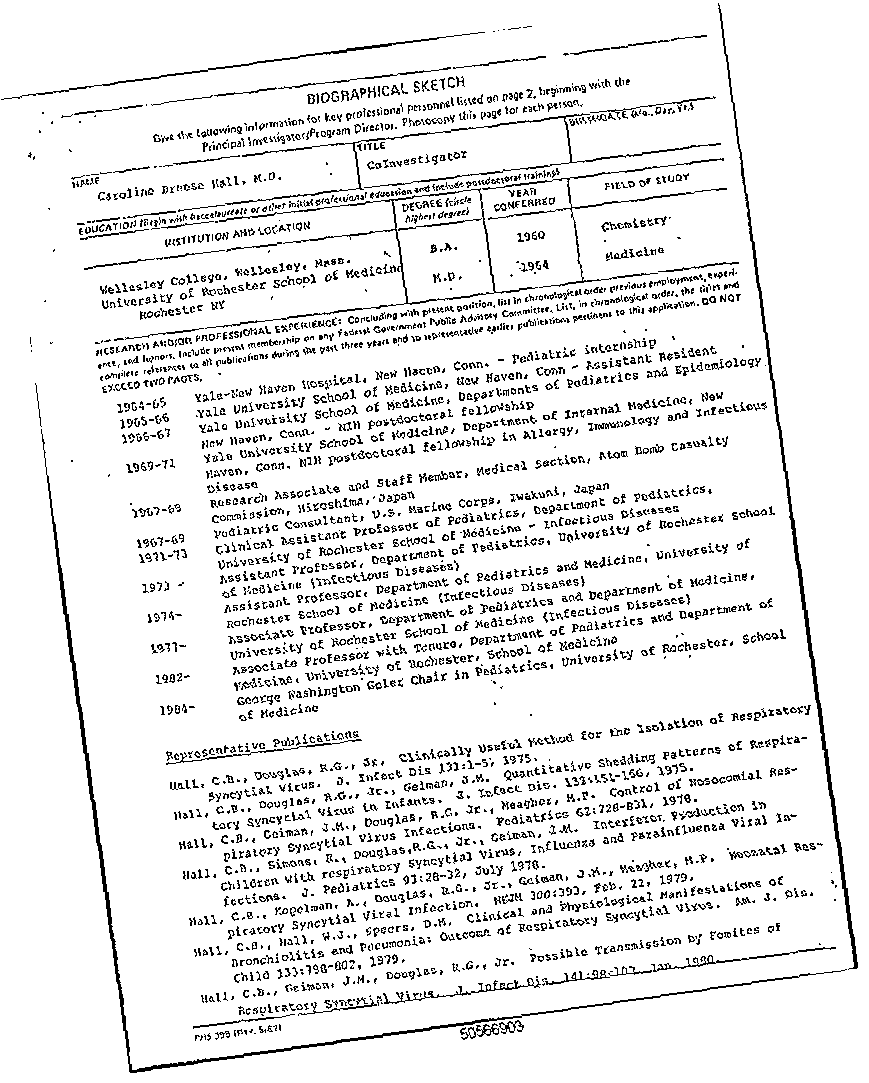 BIOGRAPHICAL SKETCH
Give the following information for key professional personnel listed on page 2, beginning with the
Principal Investigator/Program Director. Photocopy this page for each person.
NAME
TITLE
BIRTHDATE (Mo., Day, Yr.)
Caroline Breese Hall, M.D.
CoInvestigator
EDUCATION (Begin with baccalaureate or other initial professional education and include postdoctoral training)
INSTITUTION AND LOCATION
DEGREE (circle highest degree)
YEAR CONFERRED
FIELD OF STUDY
Wellesley College, Wellesley, Mass.
B.A.
1960
Chemistry
University of Rochester School of Medicine
Rochester NY
M.D.
1964
Medicine
RESEARCH AND/OR PROFESSIONAL EXPERIENCE: Concluding with present position, list in chronological order previous employment, experi-
ence, and honors. Include present membership on any Federal Government Public Advisory Committee. List, in chronological order, the titles and
complete references to all publications during the past three years and to representative earlier publications pertinent to this application. DO NOT
EXCEED TWO PAGES.
1964-65 Yale-New Haven Hospital, New Haven, Conn. - Pediatric internship
1965-66 Yale University School of Medicine, New Haven, Conn - Assistant Resident
1966-67 Yale University School of Medicine, Departments of Pediatrics and Epidemiology
New Haven, Conn. - NIH postdoctoral fellowship
1969-71 Yale University School of Medicine, Department of Internal Medicine, New
Haven, Conn. NIH postdoctoral fellowship in Allergy, Immunology and Infectious
Disease
1967-69 Research Associate and Staff Member, Medical Section, Atom Bomb Casualty
Commission, Hiroshima, Japan
1967-69 Pediatric Consultant, U.S. Marine Corps, Iwakuni, Japan
1971-73 Clinical Assistant Professor of Pediatrics, Department of Pediatrics,
University of Rochester School of Medicine - Infectious Diseases
1973 - Assistant Professor, Department of Pediatrics, University of Rochester School
of Medicine (Infectious Diseases)
1974- Assistant Professor, Department of Pediatrics and Medicine, University of
Rochester School of Medicine (Infectious Diseases)
1977- Associate Professor, Department of Pediatrics and Department of Medicine,
University of Rochester School of Medicine (Infectious Diseases)
1982- Associate Professor with Tenure, Department of Pediatrics and Department of
Medicine, University of Rochester, School of Medicine
1984- George Washington Goler Chair in Pediatrics, University of Rochester, School
of Medicine
Representative Publications
Hall, C.B., Douglas, R.G., Jr. Clinically Useful Method for the Isolation of Respiratory
Syncytial Virus. J. Infect Dis 131:1-5, 1975.
Hall, C.B., Douglas, R.G., Jr., Geiman, J.M. Quantitative Shedding Patterns of Respira-
tory Syncytial Virus in Infants. J. Infect Dis. 132:151-156, 1975.
Hall, C.B., Geiman, J.M., Douglas, R.G. Jr., Meagher, M.P. Control of Nosocomial Res-
piratory Syncytial Virus Infections. Pediatrics 62:728-831, 1978.
Hall, C.B., Simons, R., Douglas, R.G., Jr., Geiman, J.M. Interferon Production in
Children with respiratory Syncytial Virus, Influenza and Parainfluenza Viral In-
fections. J. Pediatrics 93:28-32, July 1978.
Hall, C.B., Kopelman, A., Douglas, R.G., Jr., Geiman, J.M., Meagher, M.P. Neonatal Res-
piratory Syncytial Viral Infection. NEJM 300:393, Feb. 22, 1979.
Hall, C.B., Hall, W.J., Speers, D.M. Clinical and Physiological Manifestations of
Bronchiolitis and Pneumonia: Outcome of Respiratory Syncytial Virus. Am. J. Dis.
Child 133:798-802, 1979.
Hall, C.B., Geiman, J.M., Douglas, R.G., Jr. Possible Transmission by Fomites of
Respiratory Syncytial Virus. J. Infect Dis. 141:98-102, Jan. 1980.
PHS 398 (Rev. 5/82)
50566903